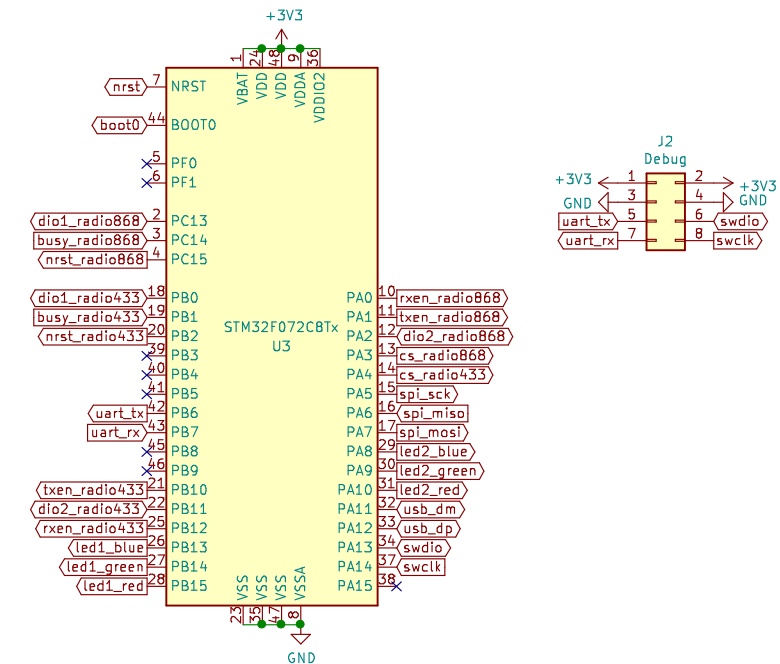 +3V3
1
24
48
9
36
VBAT
VDD
VDD
VDDA
VDDIO2
nrst 7 NRST
boot0 44 BOOT0
5 PF0
6 PF1
dio1_radio868 2 PC13
busy_radio868 3 PC14
nrst_radio868 4 PC15
dio1_radio433 18 PB0
busy_radio433 19 PB1
nrst_radio433 20 PB2
39 PB3
40 PB4
41 PB5
uart_tx 42 PB6
uart_rx 43 PB7
45 PB8
46 PB9
txen_radio433 21 PB10
dio2_radio433 22 PB11
rxen_radio433 25 PB12
led1_blue 26 PB13
led1_green 27 PB14
led1_red 28 PB15
STM32F072C8Tx
U3
PA0 10 rxen_radio868
PA1 11 txen_radio868
PA2 12 dio2_radio868
PA3 13 cs_radio868
PA4 14 cs_radio433
PA5 15 spi_sck
PA6 16 spi_miso
PA7 17 spi_mosi
PA8 29 led2_blue
PA9 30 led2_green
PA10 31 led2_red
PA11 32 usb_dm
PA12 33 usb_dp
PA13 34 swdio
PA14 37 swclk
PA15 38
VSS
VSS
VSS
VSSA
23
35
47
8
GND
J2
Debug
+3V3 1 2 +3V3
GND 3 4 GND
uart_tx 5 6 swdio
uart_rx 7 8 swclk